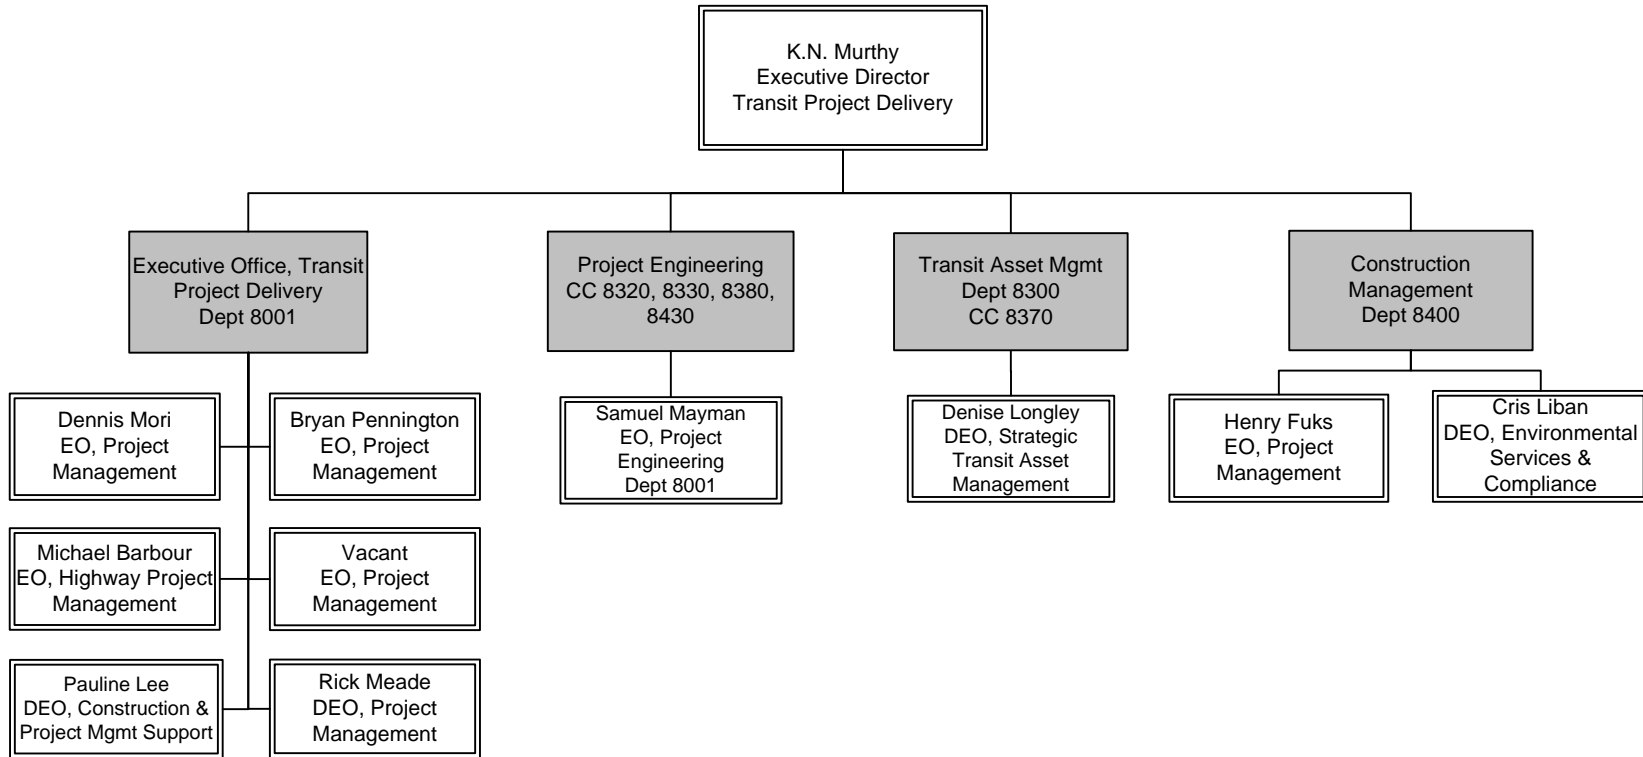 K.N. Murthy
Executive Director
Transit Project Delivery
Executive Office, Transit
Project Delivery
Dept 8001
Project Engineering
CC 8320, 8330, 8380,
8430
Transit Asset Mgmt
Dept 8300
CC 8370
Construction
Management
Dept 8400
Dennis Mori
EO, Project
Management
Bryan Pennington
EO, Project
Management
Samuel Mayman
EO, Project
Engineering
Dept 8001
Denise Longley
DEO, Strategic
Transit Asset
Management
Henry Fuks
EO, Project
Management
Cris Liban
DEO, Environmental
Services &
Compliance
Michael Barbour
EO, Highway Project
Management
Vacant
EO, Project
Management
Pauline Lee
DEO, Construction &
Project Mgmt Support
Rick Meade
DEO, Project
Management